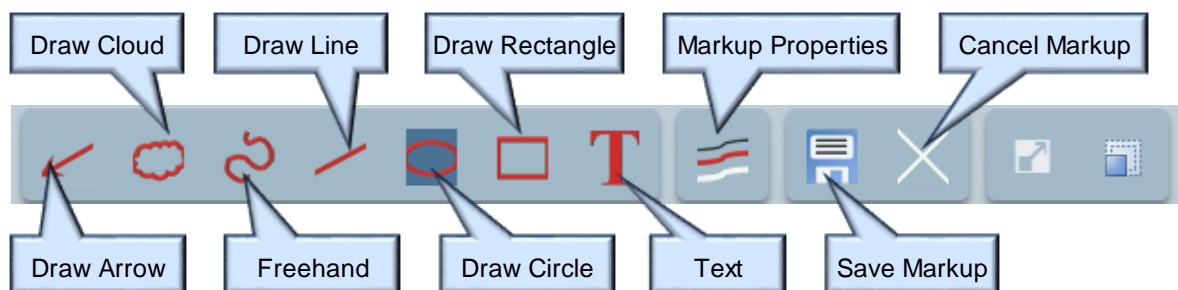 Draw Cloud
Draw Line
Draw Rectangle
Markup Properties
Cancel Markup
T
Draw Arrow
Freehand
Draw Circle
Text
Save Markup